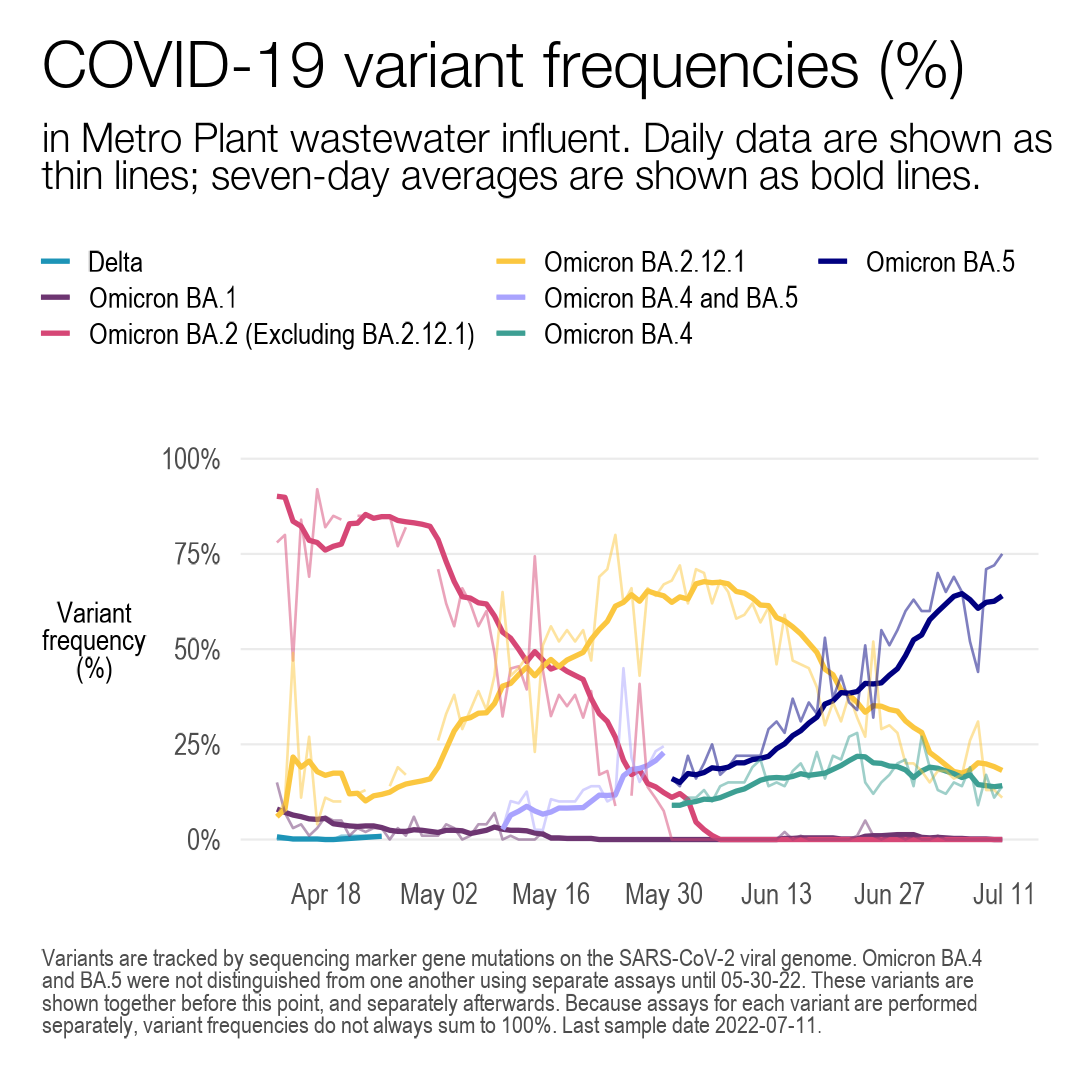 COVID-19 variant frequencies (%)
in Metro Plant wastewater influent. Daily data are shown as
thin lines; seven-day averages are shown as bold lines.
Delta
Omicron BA.1
Omicron BA.2 (Excluding BA.2.12.1)
Omicron BA.2.12.1
Omicron BA.4 and BA.5
Omicron BA.4
Omicron BA.5
Variant
frequency
(%)
100%
75%
50%
25%
0%
Apr 18 May 02 May 16 May 30 Jun 13 Jun 27 Jul 11
Variants are tracked by sequencing marker gene mutations on the SARS-CoV-2 viral genome. Omicron BA.4
and BA.5 were not distinguished from one another using separate assays until 05-30-22. These variants are
shown together before this point, and separately afterwards. Because assays for each variant are performed
separately, variant frequencies do not always sum to 100%. Last sample date 2022-07-11.